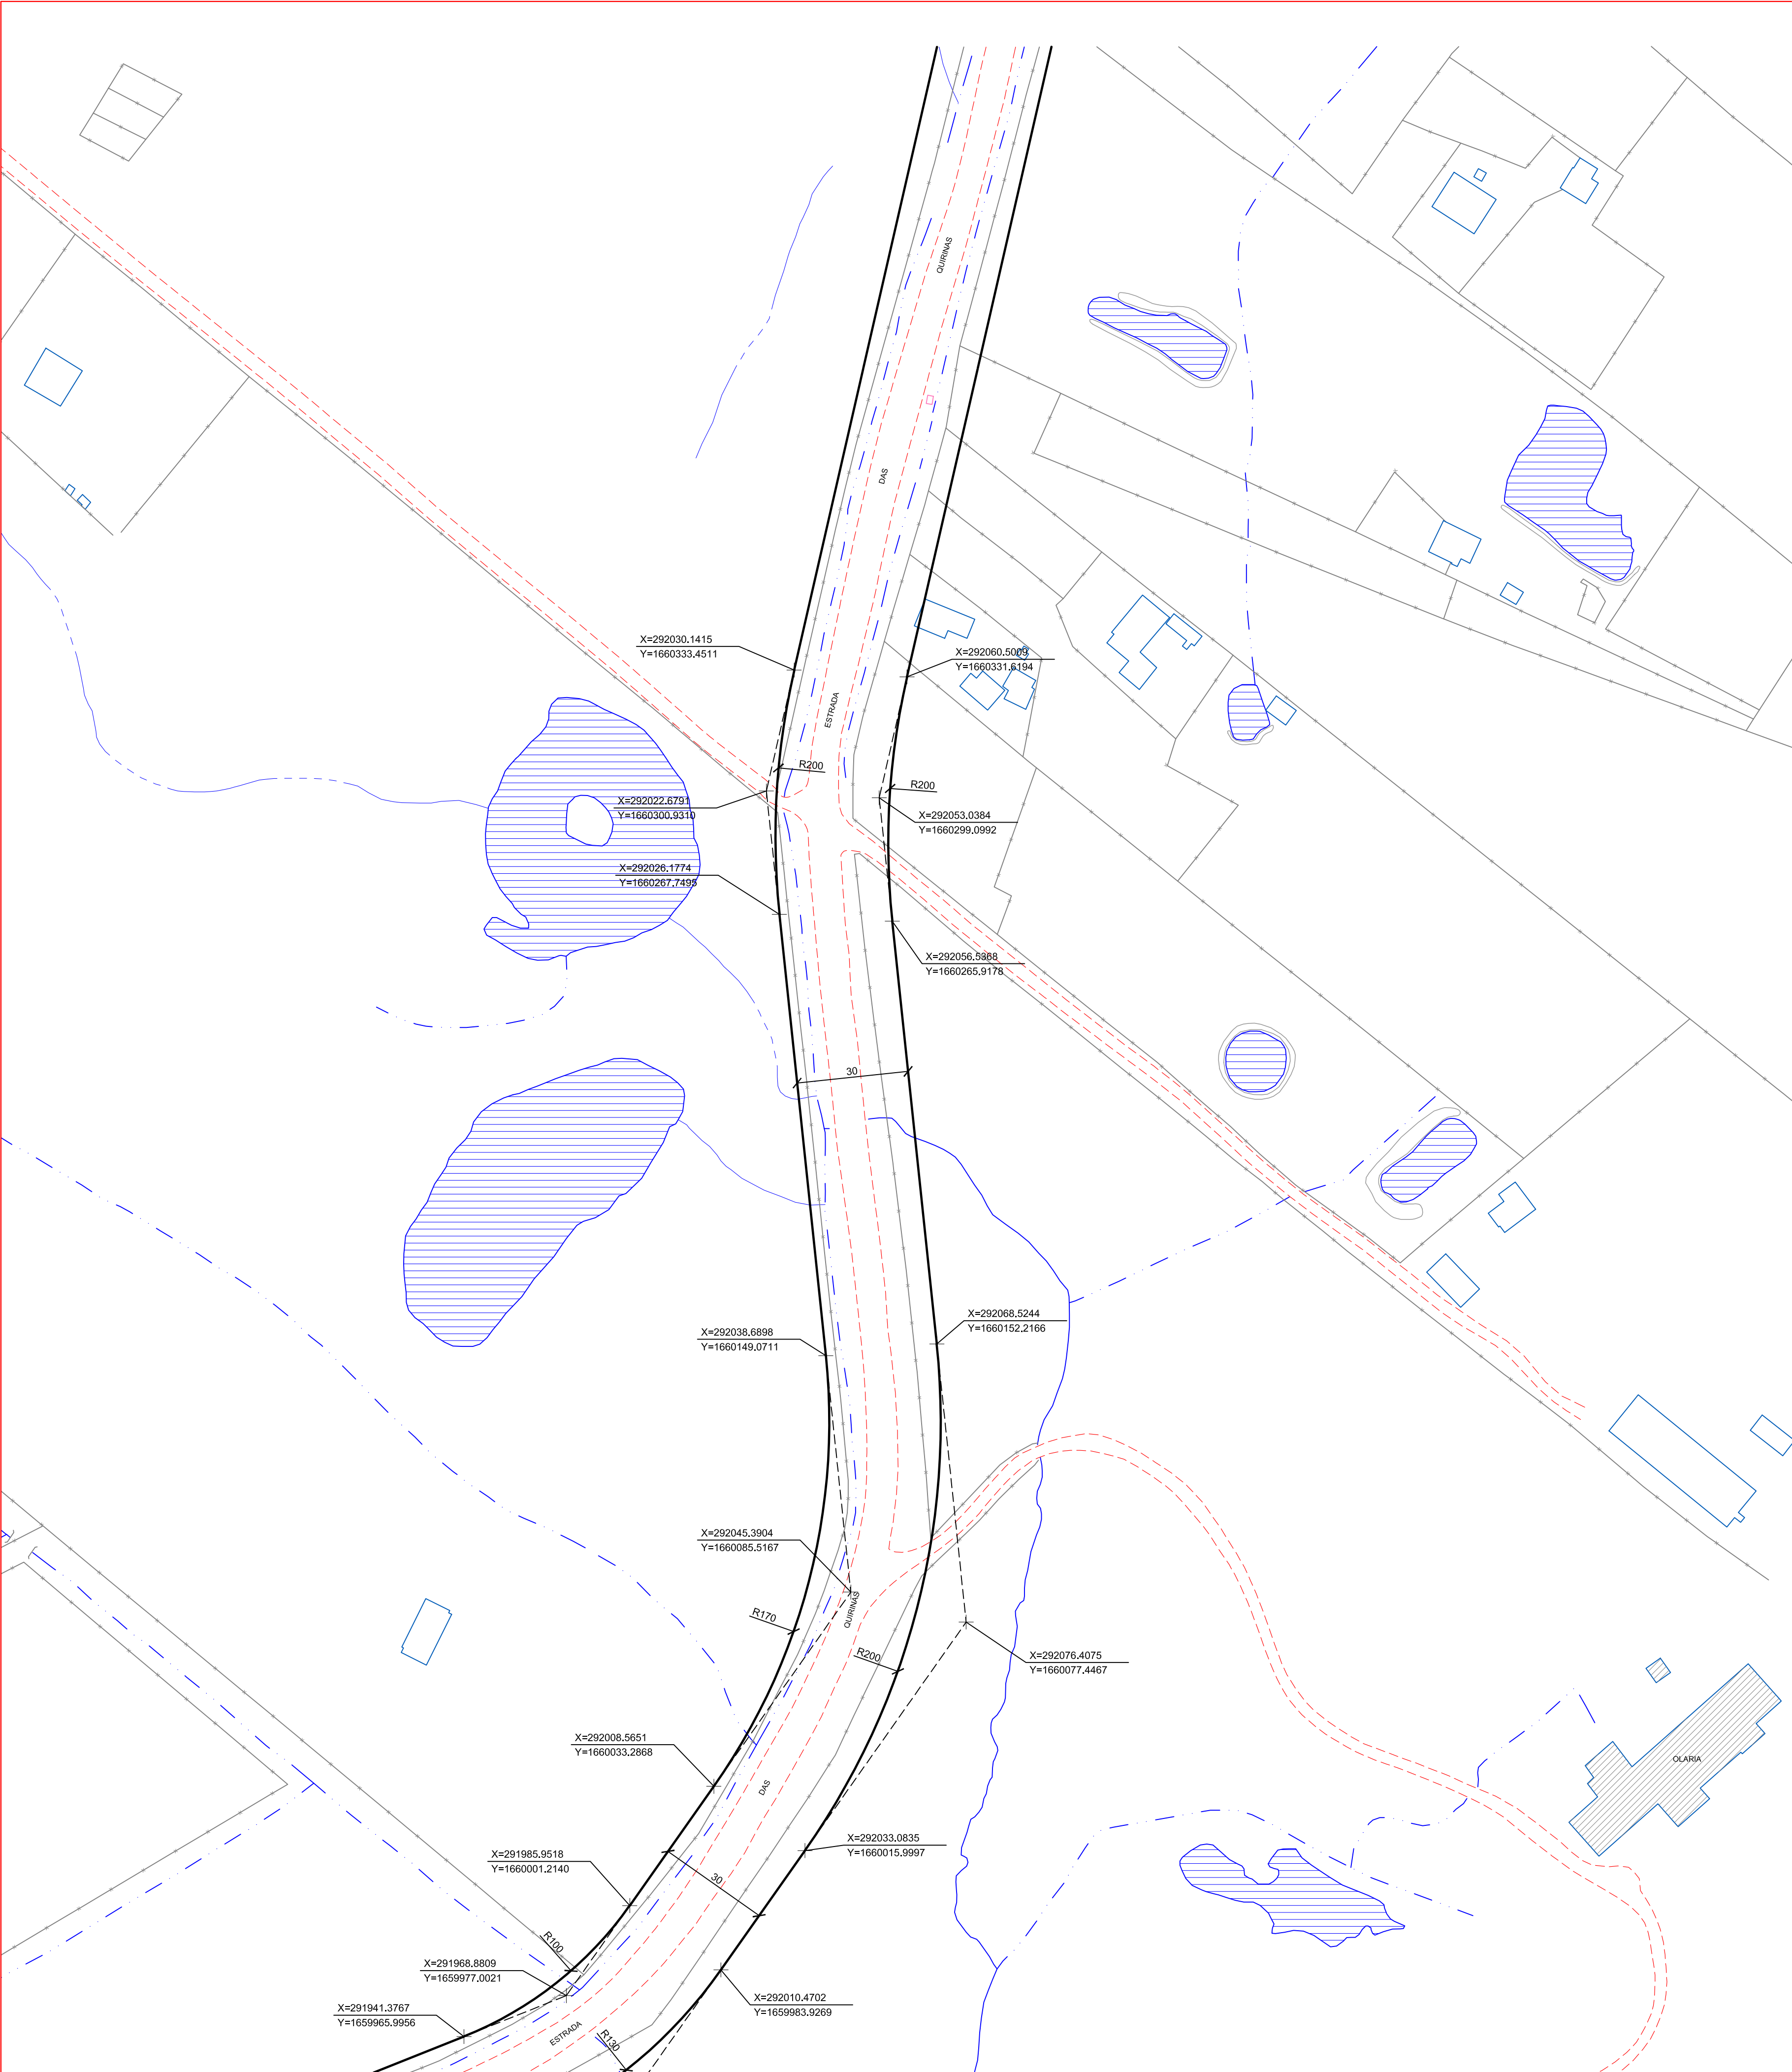 QUIRINAS
DAS
X=292030.1415
Y=1660333.4511
X=292060.5009
Y=1660331.6194
ESTRADA
R200
R200
X=292022.6791
Y=1660300.9310
X=292053.0384
Y=1660299.0992
X=292026.1774
Y=1660267.7495
X=292056.5368
Y=1660265.9178
30
X=292068.5244
Y=1660152.2166
X=292038.6898
Y=1660149.0711
X=292045.3904
Y=1660085.5167
QUIRINAS
R170
R200
X=292076.4075
Y=1660077.4467
X=292008.5651
Y=1660033.2868
OLARIA
DAS
X=292033.0835
Y=1660015.9997
X=291985.9518
Y=1660001.2140
30
R100
X=291968.8809
Y=1659977.0021
X=292010.4702
Y=1659983.9269
X=291941.3767
Y=1659965.9956
ESTRADA
R130